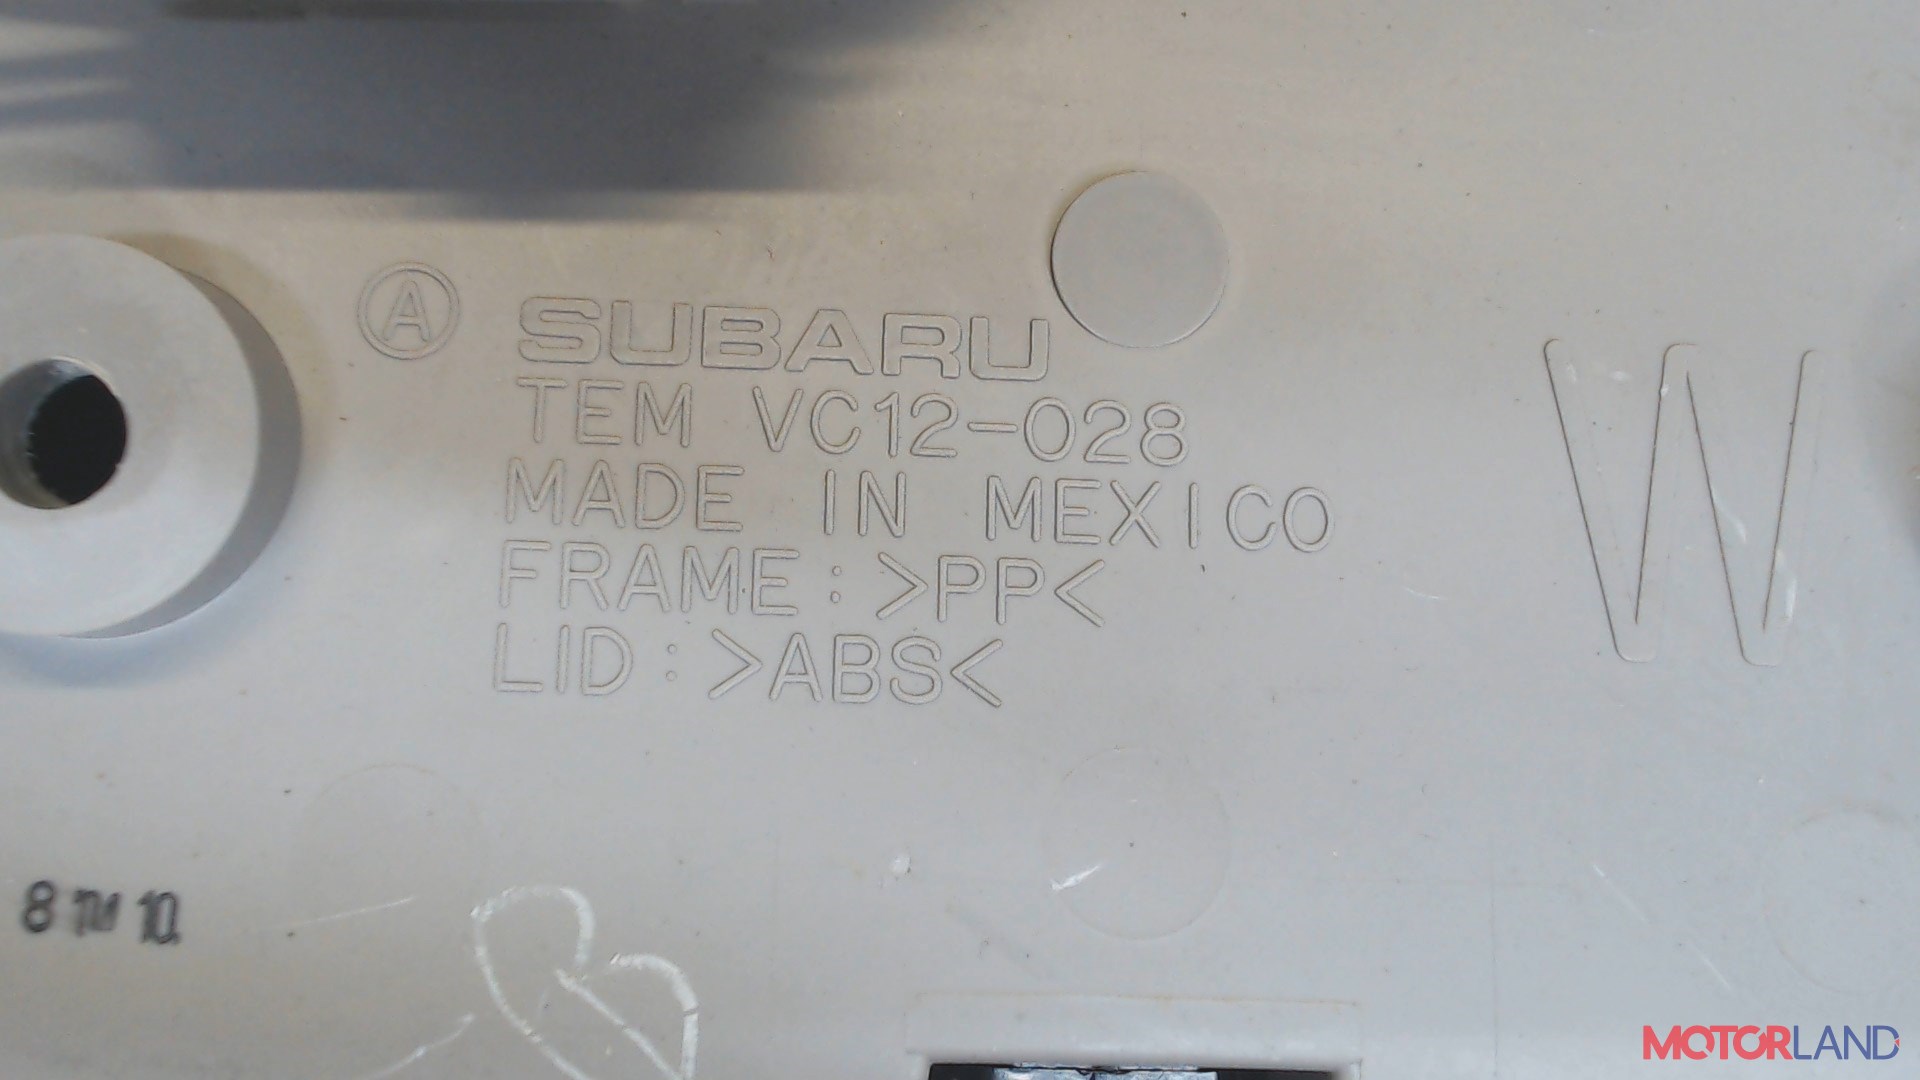 Ⓐ SUBARU
TEM VC12-028
MADE IN MEXICO
FRAME: >PP<
LID: >ABS<
W
B
MOTORLAND